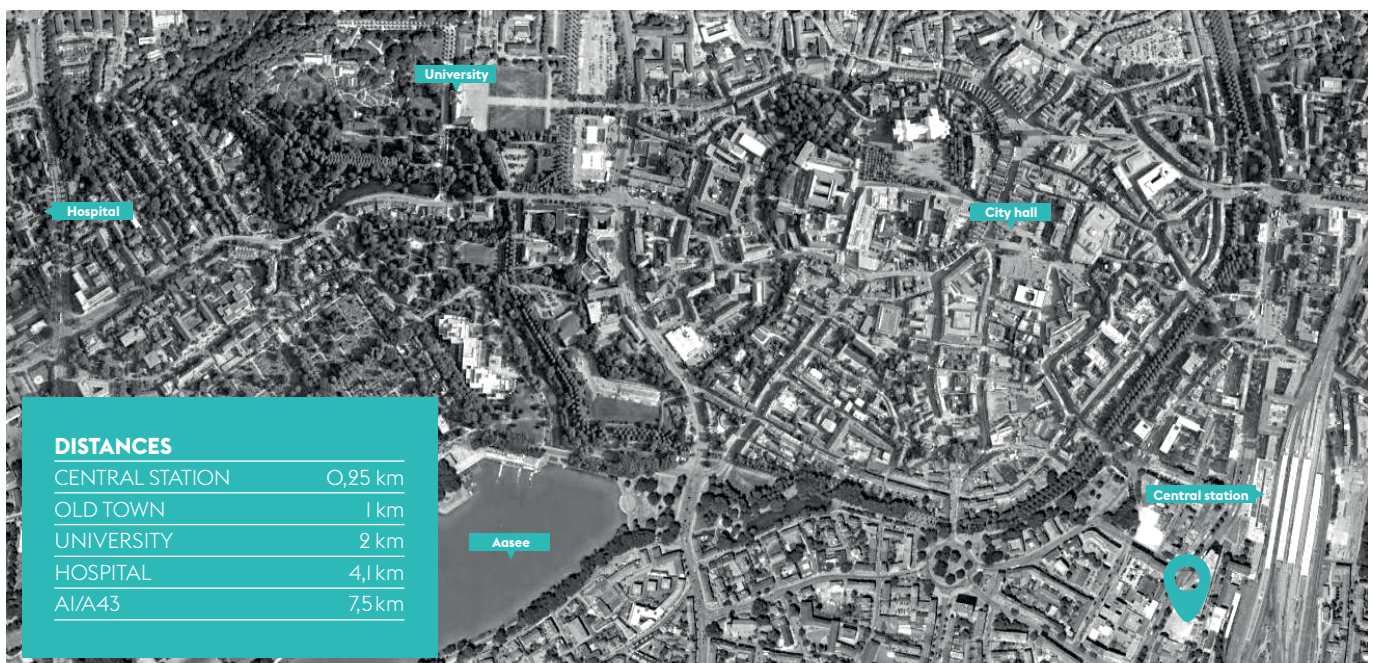 University
Hospital
City hall
DISTANCES
CENTRAL STATION 0,25 km
OLD TOWN 1 km
UNIVERSITY 2 km
HOSPITAL 4,1 km
A1/A43 7,5 km
Central station
Aasee